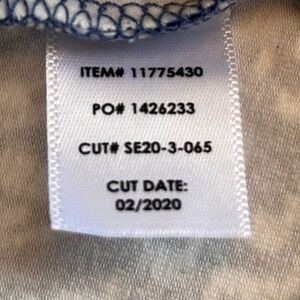 ITEM# 11775430
PO# 1426233
CUT# SE20-3-065
CUT DATE:
02/2020